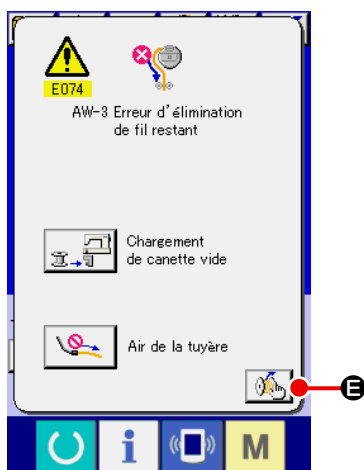 E074
AW-3 Erreur d'élimination
de fil restant
Chargement
de canette vide
Air de la tuyère
E
i
M